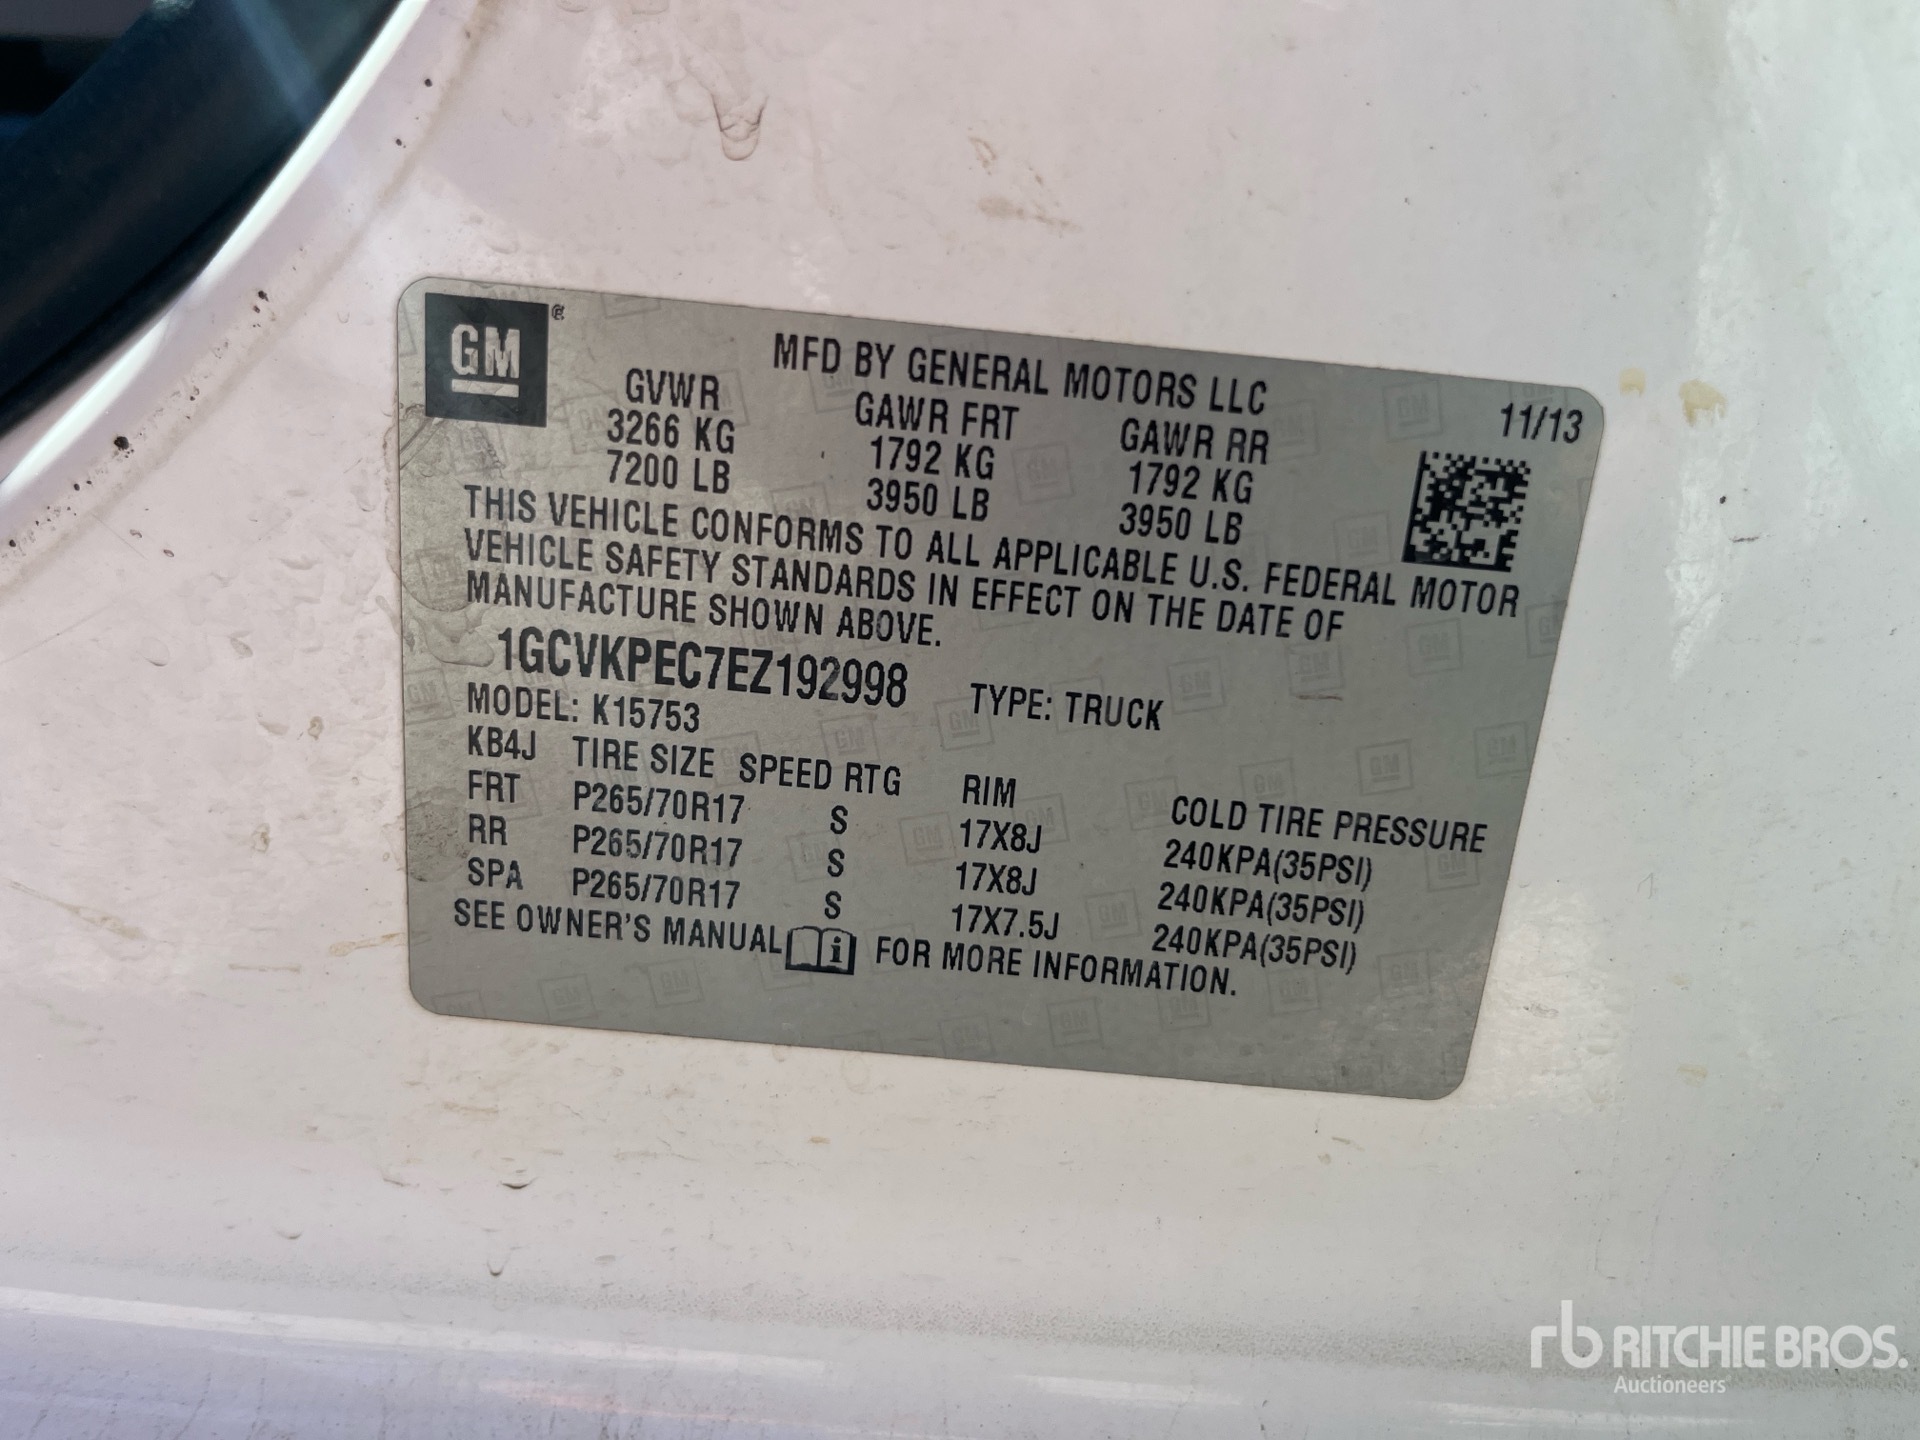 GM ®
MFD BY GENERAL MOTORS LLC
11/13
GVWR GAWR FRT GAWR RR
3266 KG 1792 KG 1792 KG
7200 LB 3950 LB 3950 LB
THIS VEHICLE CONFORMS TO ALL APPLICABLE U.S. FEDERAL MOTOR
VEHICLE SAFETY STANDARDS IN EFFECT ON THE DATE OF
MANUFACTURE SHOWN ABOVE.
1GCVKPEC7EZ192998 TYPE: TRUCK
MODEL: K15753
KB4J TIRE SIZE SPEED RTG RIM COLD TIRE PRESSURE
FRT P265/70R17 S 17X8J 240KPA(35PSI)
RR P265/70R17 S 17X8J 240KPA(35PSI)
SPA P265/70R17 S 17X7.5J 240KPA(35PSI)
SEE OWNER'S MANUAL i FOR MORE INFORMATION.
rb RITCHIE BROS.
Auctioneers